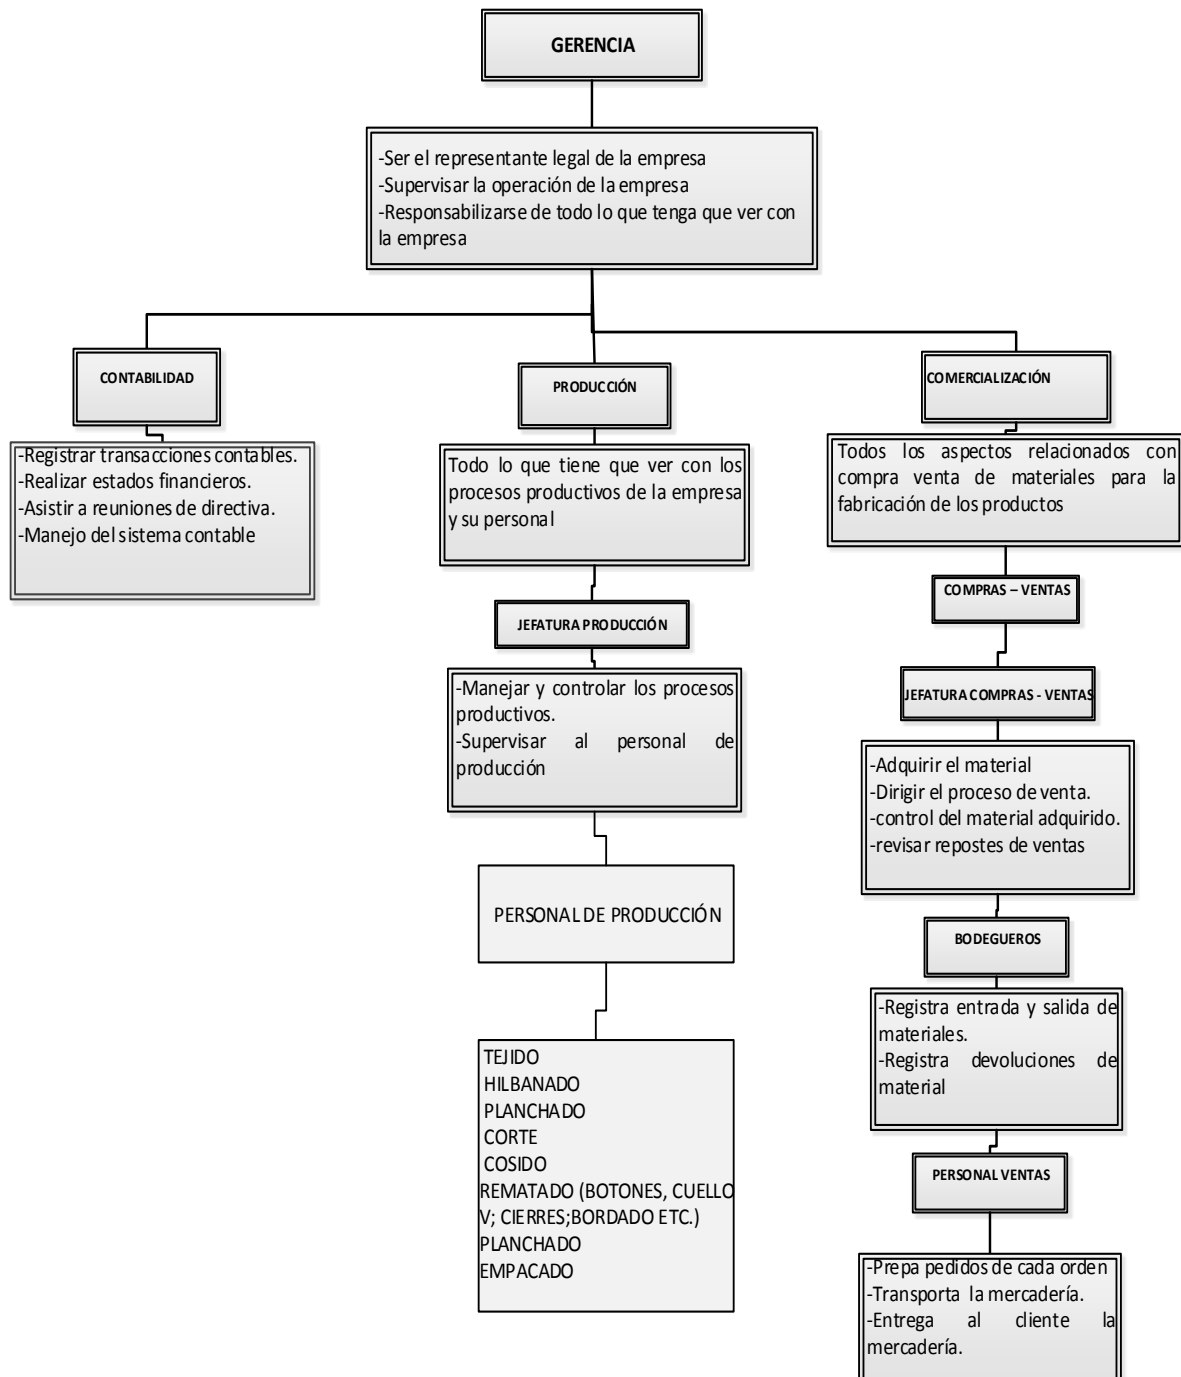 GERENCIA
-Ser el representante legal de la empresa
-Supervisar la operación de la empresa
-Responsabilizarse de todo lo que tenga que ver con
la empresa
CONTABILIDAD
-Registrar transacciones contables.
-Realizar estados financieros.
-Asistir a reuniones de directiva.
-Manejo del sistema contable
PRODUCCIÓN
Todo lo que tiene que ver con los
procesos productivos de la empresa
y su personal
JEFATURA PRODUCCIÓN
-Manejar y controlar los procesos
productivos.
-Supervisar al personal de
producción
PERSONAL DE PRODUCCIÓN
TEJIDO
HILBANADO
PLANCHADO
CORTE
COSIDO
REMATADO (BOTONES, CUELLO
V; CIERRES;BORDADO ETC.)
PLANCHADO
EMPACADO
COMERCIALIZACIÓN
Todos los aspectos relacionados con
compra venta de materiales para la
fabricación de los productos
COMPRAS – VENTAS
JEFATURA COMPRAS - VENTAS
-Adquirir el material
-Dirigir el proceso de venta.
-control del material adquirido.
-revisar repostes de ventas
BODEGUEROS
-Registra entrada y salida de
materiales.
-Registra devoluciones de
material
PERSONAL VENTAS
-Prepa pedidos de cada orden
-Transporta la mercadería.
-Entrega al cliente la
mercadería.